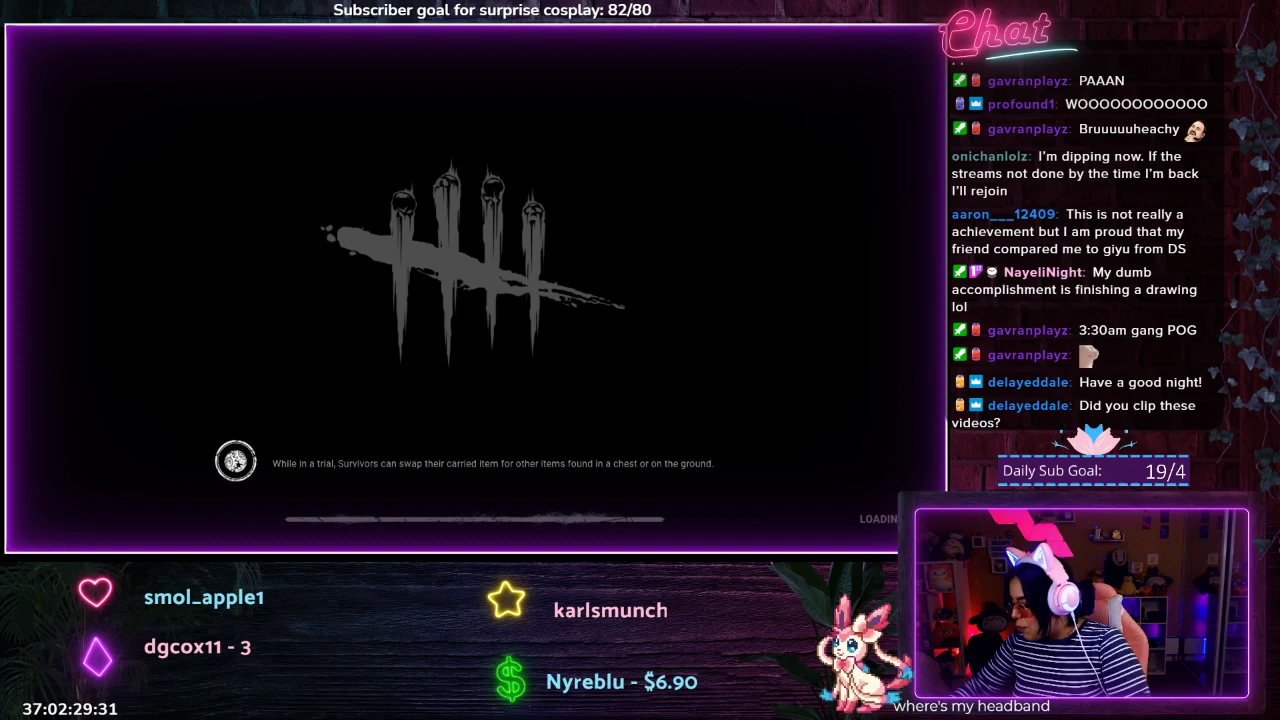 Subscriber goal for surprise cosplay: 82/80
Chat
gavranplayz: PAAAN
profound1: WOOOOOOOOOOOO
gavranplayz: Bruuuuuheachy
onichanlolz: I'm dipping now. If the
streams not done by the time I'm back
I'll rejoin
aaron___12409: This is not really a
achievement but I am proud that my
friend compared me to giyu from DS
NayeliNight: My dumb
accomplishment is finishing a drawing
lol
gavranplayz: 3:30am gang POG
gavranplayz:
delayeddale: Have a good night!
delayeddale: Did you clip these
videos?
Daily Sub Goal: 19/4
While in a trial, Survivors can swap their carried item for other items found in a chest or on the ground.
LOADIN
smol_apple1
dgcox11 - 3
karlsmunch
Nyreblu - $6.90
37:02:29:31
where's my headband